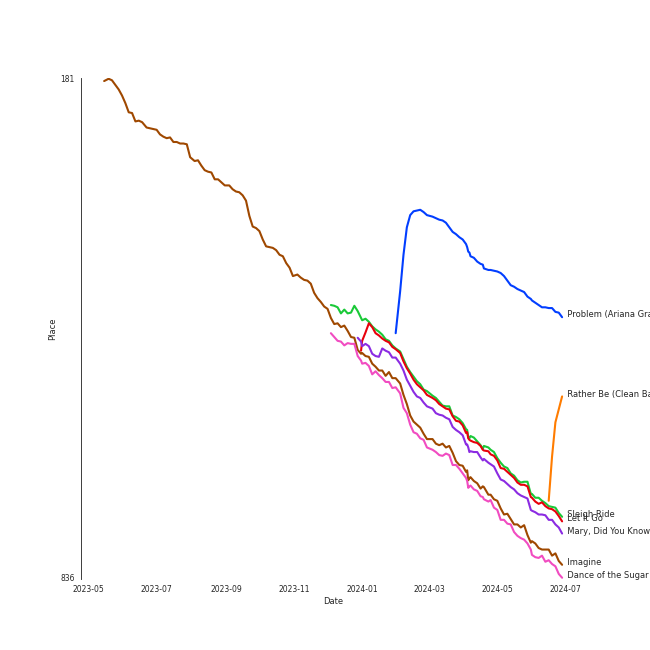 181
Place
Problem (Ariana Gra
Rather Be (Clean Ba
Sleigh Ride
Let It Go
Mary, Did You Know
Imagine
Dance of the Sugar
836
2023-05
2023-07
2023-09
2023-11
2024-01
2024-03
2024-05
2024-07
Date